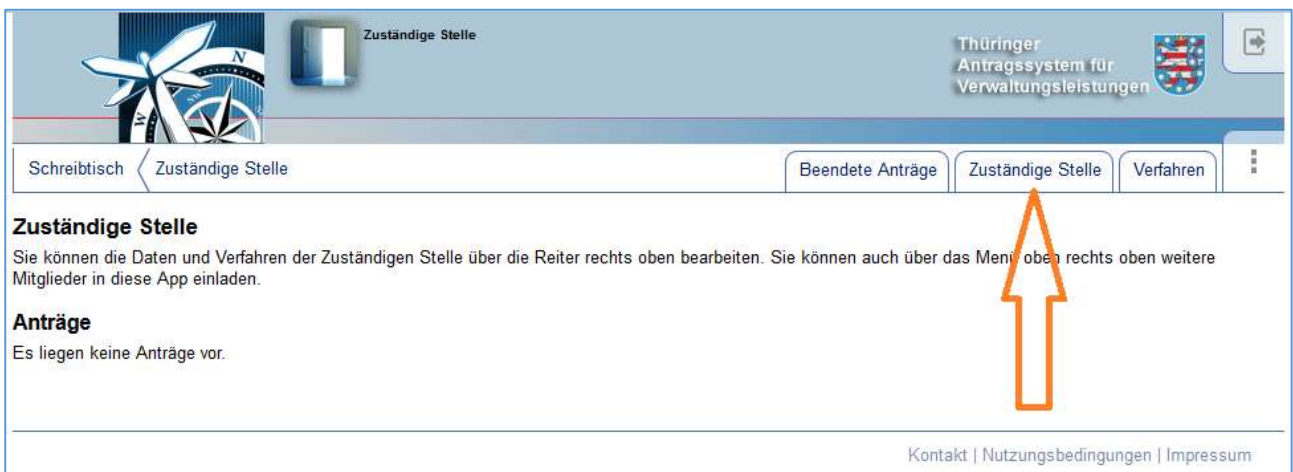 Zuständige Stelle
Thüringer
Antragssystem für
Verwaltungsleistungen
N
NW
N
M
Schreibtisch
Zuständige Stelle
Beendete Anträge
Zuständige Stelle
Verfahren
Zuständige Stelle
Sie können die Daten und Verfahren der Zuständigen Stelle über die Reiter rechts oben bearbeiten. Sie können auch über das Menü oben rechts oben weitere
Mitglieder in diese App einladen.
Anträge
Es liegen keine Anträge vor.
Kontakt | Nutzungsbedingungen | Impressum